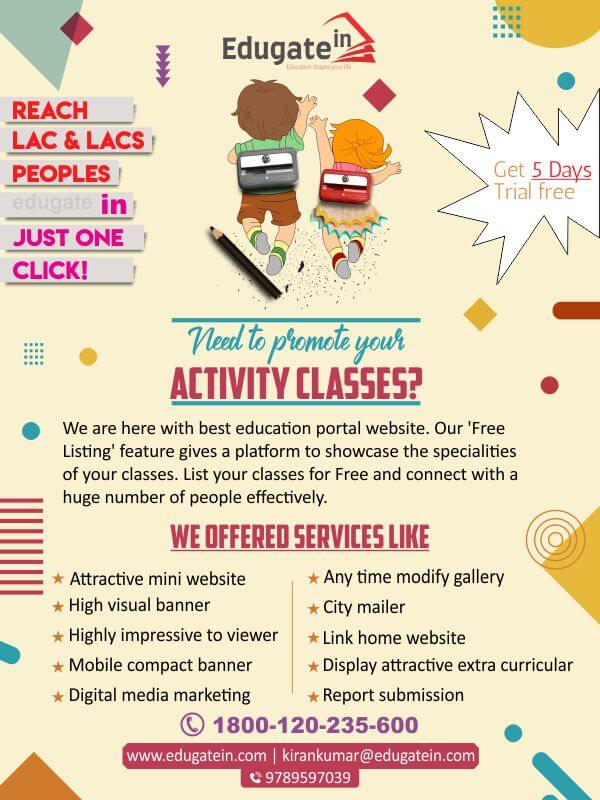 Edugate in
Education shapes your life
REACH
LAC & LACS
PEOPLES
edugate in
JUST ONE
CLICK!
Get 5 Days
Trial free
Need to promote your
ACTIVITY CLASSES?
We are here with best education portal website. Our 'Free
Listing' feature gives a platform to showcase the specialities
of your classes. List your classes for Free and connect with a
huge number of people effectively.
WE OFFERED SERVICES LIKE
Attractive mini website
High visual banner
Highly impressive to viewer
Mobile compact banner
Digital media marketing
Any time modify gallery
City mailer
Link home website
Display attractive extra curricular
Report submission
1800-120-235-600
www.edugatein.com | kirankumar@edugatein.com
9789597039